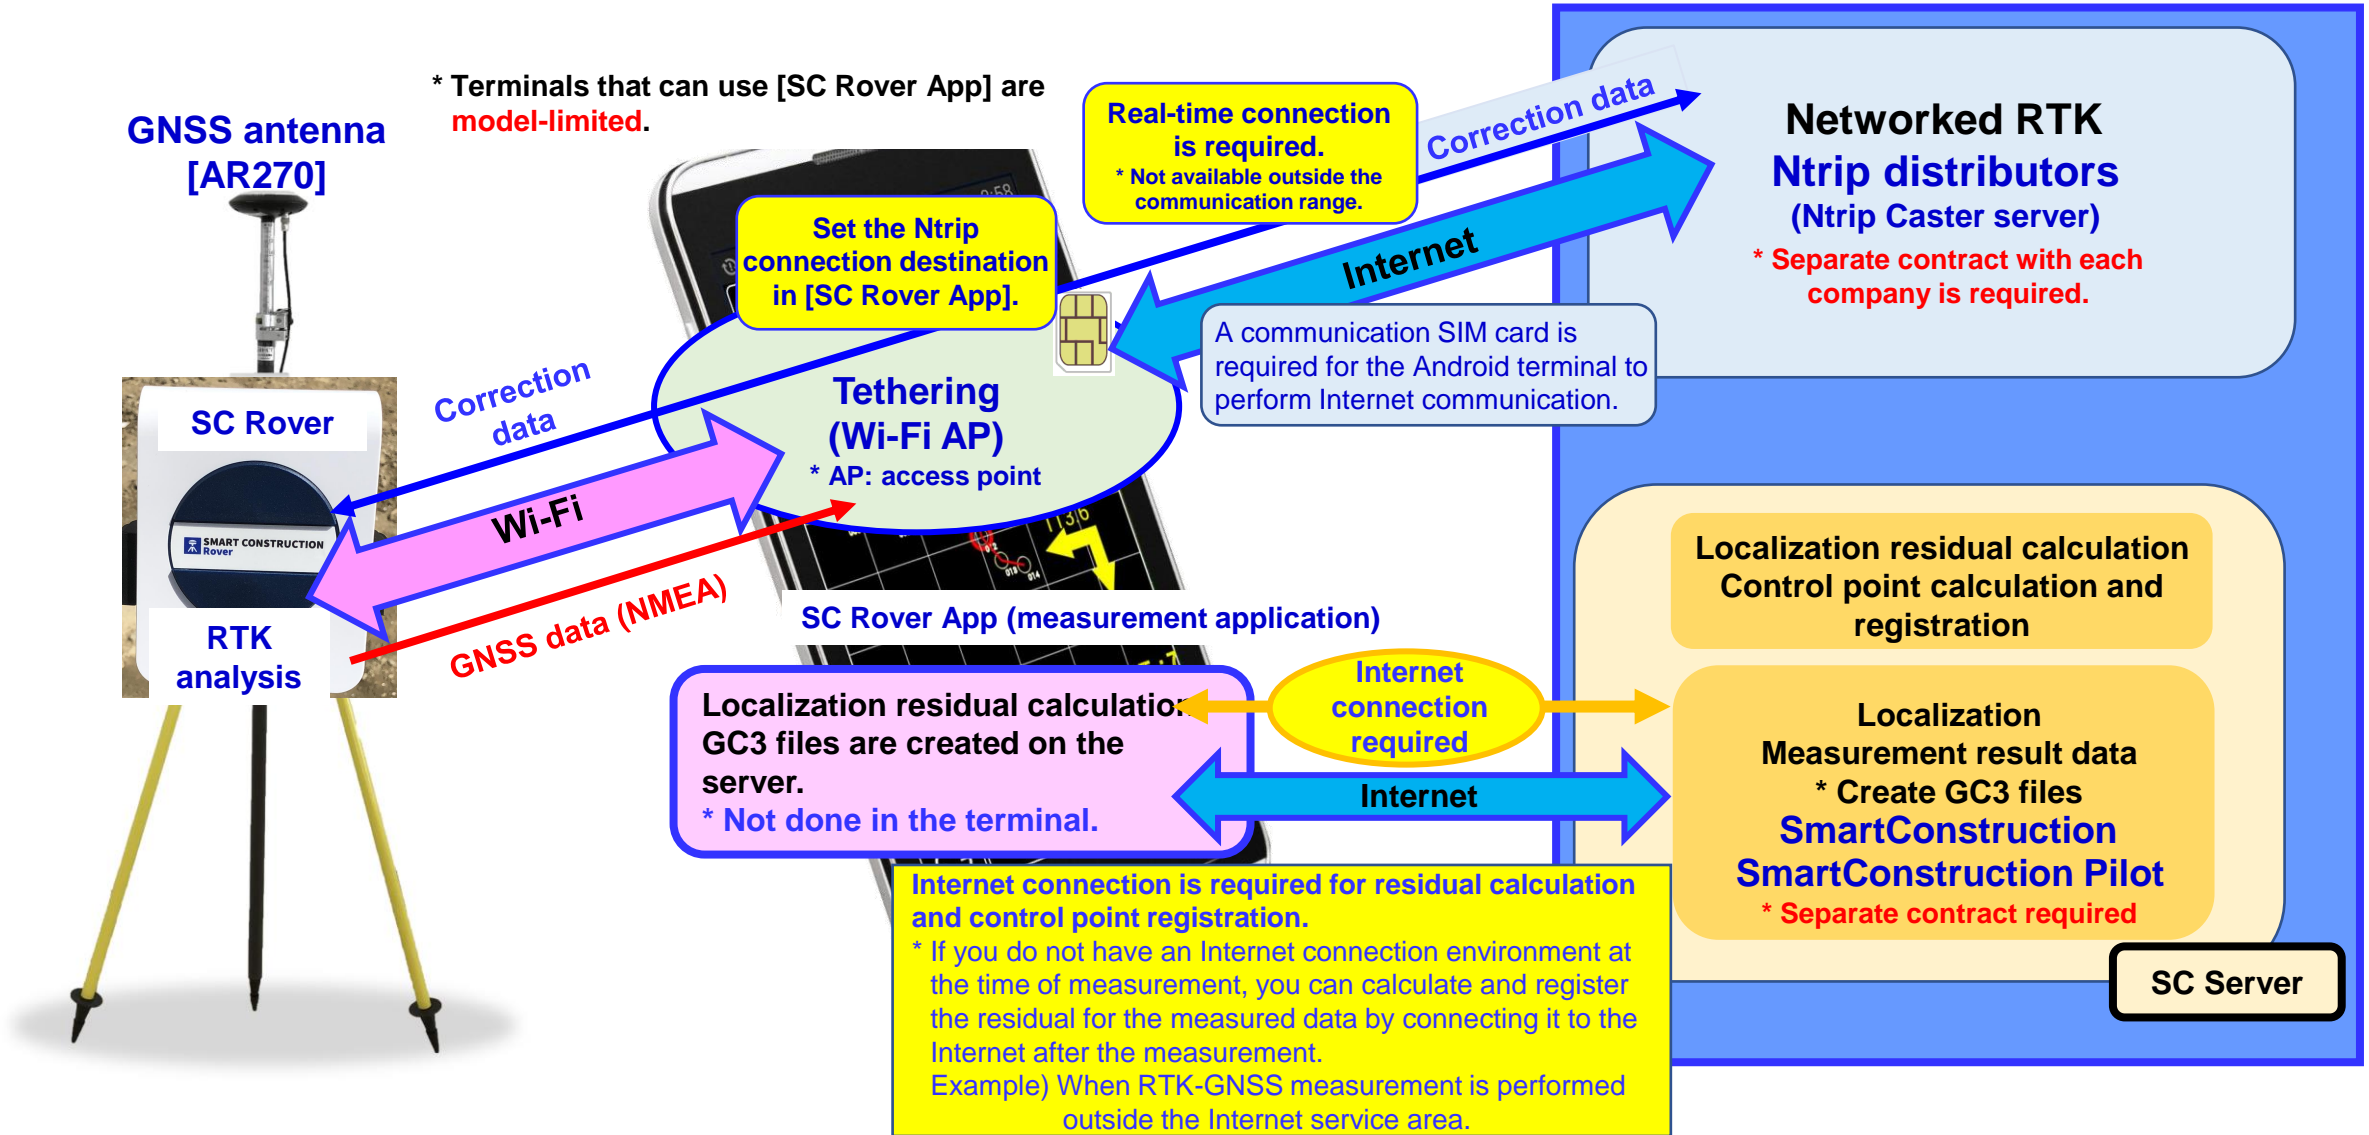 * Terminals that can use [SC Rover App] are
model-limited.
GNSS antenna
[AR270]
SC Rover
SMART CONSTRUCTION
Rover
RTK
analysis
Correction
data
Wi-Fi
GNSS data (NMEA)
Set the Ntrip
connection destination
in [SC Rover App].
Tethering
(Wi-Fi AP)
* AP: access point
Real-time connection
is required.
* Not available outside the
communication range.
Correction data
Internet
A communication SIM card is
required for the Android terminal to
perform Internet communication.
Networked RTK
Ntrip distributors
(Ntrip Caster server)
* Separate contract with each
company is required.
SC Rover App (measurement application)
Localization residual calculation
GC3 files are created on the
server.
* Not done in the terminal.
Internet
connection
required
Internet
Localization residual calculation
Control point calculation and
registration
Localization
Measurement result data
* Create GC3 files
SmartConstruction
SmartConstruction Pilot
* Separate contract required
SC Server
Internet connection is required for residual calculation
and control point registration.
* If you do not have an Internet connection environment at
the time of measurement, you can calculate and register
the residual for the measured data by connecting it to the
Internet after the measurement.
Example) When RTK-GNSS measurement is performed
outside the Internet service area.